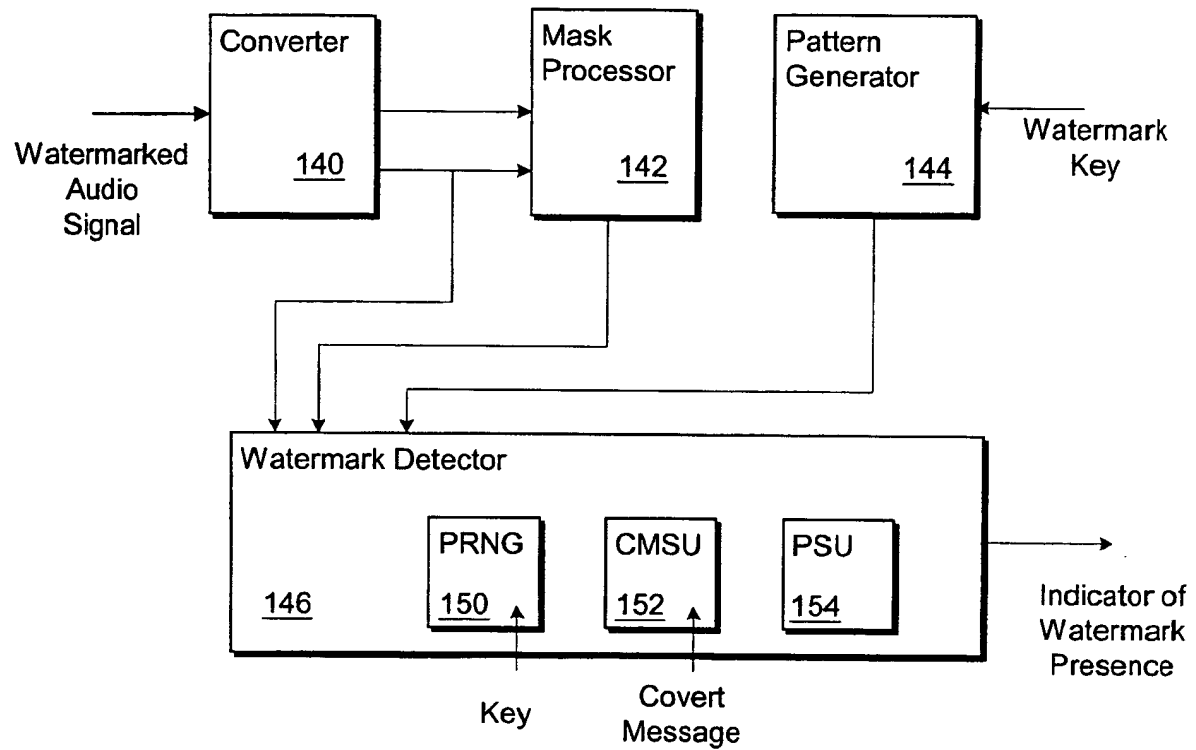 Converter
140
Mask
Processor
142
Pattern
Generator
144
Watermarked
Audio
Signal
Watermark
Key
Watermark Detector
146
PRNG
150
CMSU
152
PSU
154
Key
Covert
Message
Indicator of
Watermark
Presence